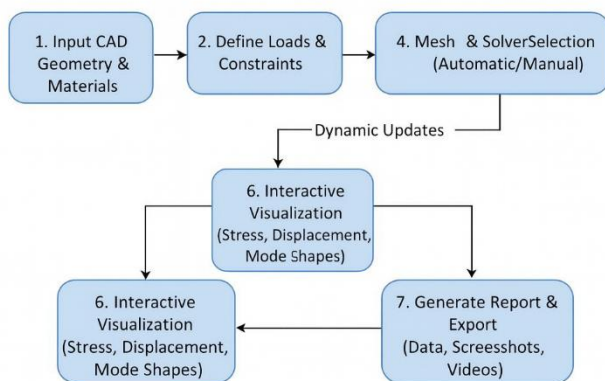 1. Input CAD
Geometry &
Materials
2. Define Loads &
Constraints
4. Mesh & SolverSelection
(Automatic/Manual)
Dynamic Updates
6. Interactive
Visualization
(Stress, Displacement,
Mode Shapes)
6. Interactive
Visualization
(Stress, Displacement,
Mode Shapes)
7. Generate Report &
Export
(Data, Screesshots,
Videos)